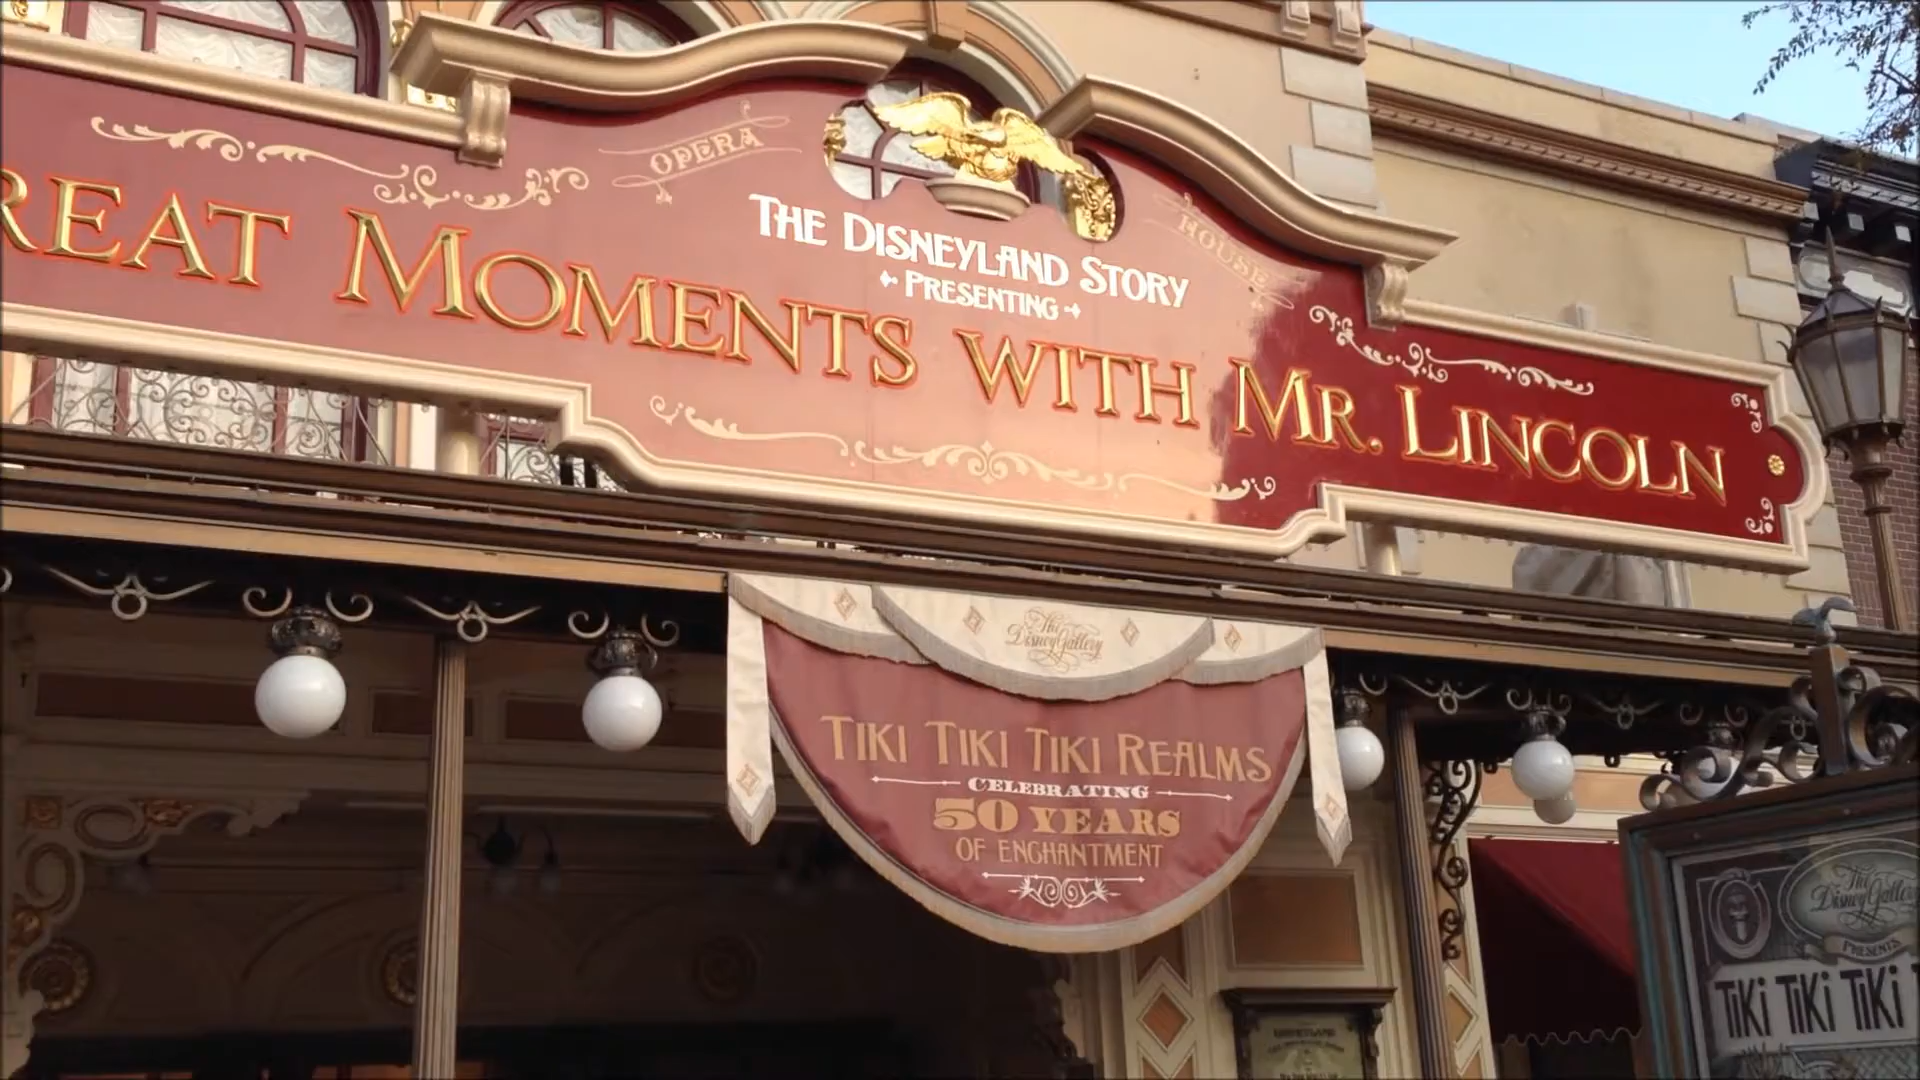 OPERA HOUSE
THE DISNEYLAND STORY
PRESENTING
REAT MOMENTS WITH MR. LINCOLN
The Disney Gallery
TIKI TIKI TIKI REALMS
CELEBRATING
50 YEARS
OF ENCHANTMENT
The Disney Gallery
PRESENTS
TIKI TIKI TIKI